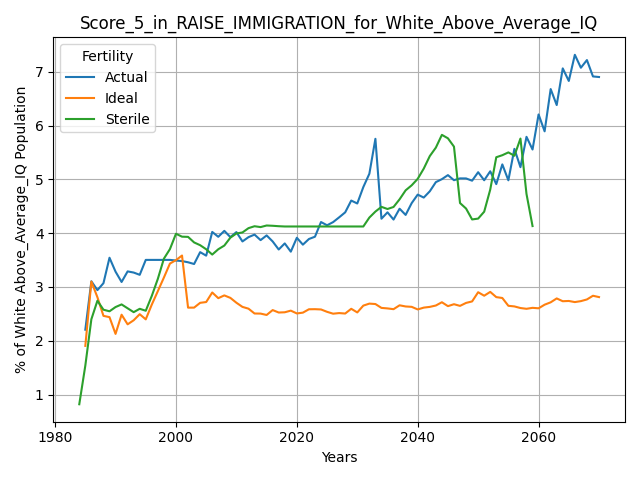 Score_5_in_RAISE_IMMIGRATION_for_White_Above_Average_IQ
Fertility
Actual
Ideal
Sterile
% of White Above_Average_IQ Population
7
6
5
4
3
2
1
1980
2000
2020
2040
2060
Years